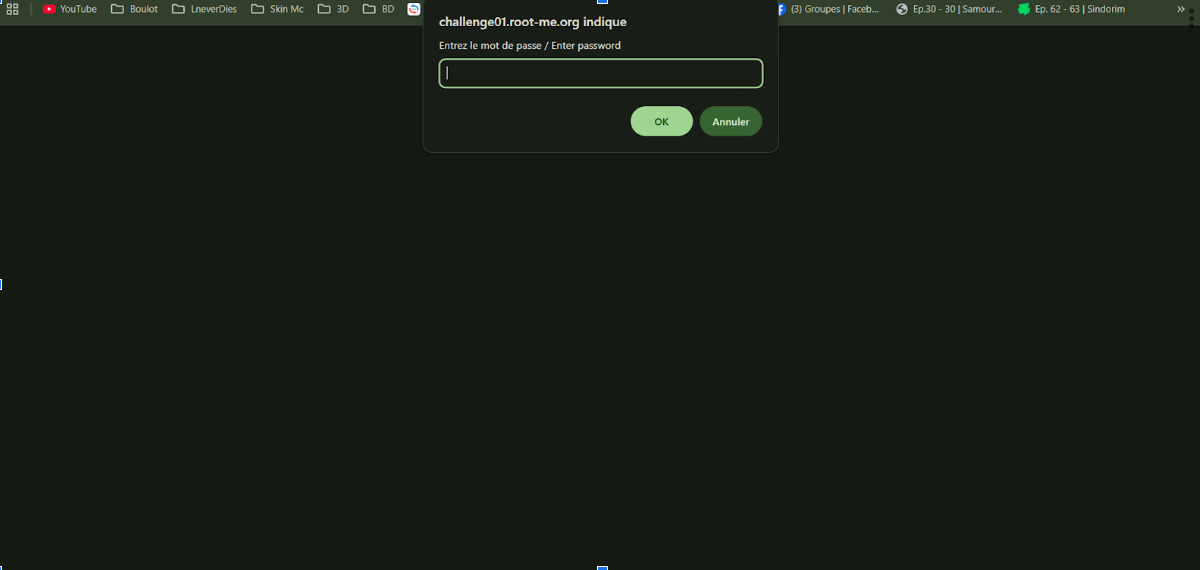 YouTube Boulot LneverDies Skin Mc 3D BD (3) Groupes | Faceb... Ep.30 - 30 | Samour... Ep. 62 - 63 | Sindorim »
challenge01.root-me.org indique
Entrez le mot de passe / Enter password
OK Annuler